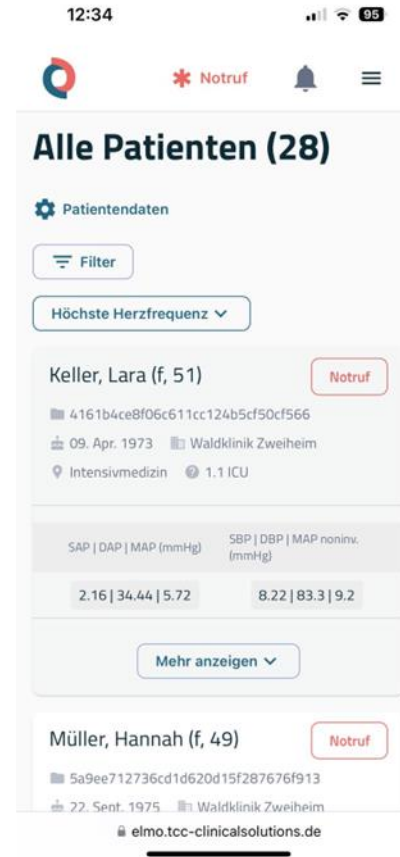 12:34 95
Notruf
Alle Patienten (28)
Patientendaten
Filter
Höchste Herzfrequenz
Keller, Lara (f, 51) Notruf
4161b4ce8f06c611cc124b5cf50cf566
09. Apr. 1973 Waldklinik Zweiheim
Intensivmedizin 1.1 ICU
SAP | DAP | MAP (mmHg) SBP | DBP | MAP noninv.
(mmHg)
2.16 | 34.44 | 5.72 8.22 | 83.3 | 9.2
Mehr anzeigen
Müller, Hannah (f, 49) Notruf
5a9ee712736cd1d620d15f287676f913
22. Sept. 1975 Waldklinik Zweiheim
elmo.tcc-clinicalsolutions.de